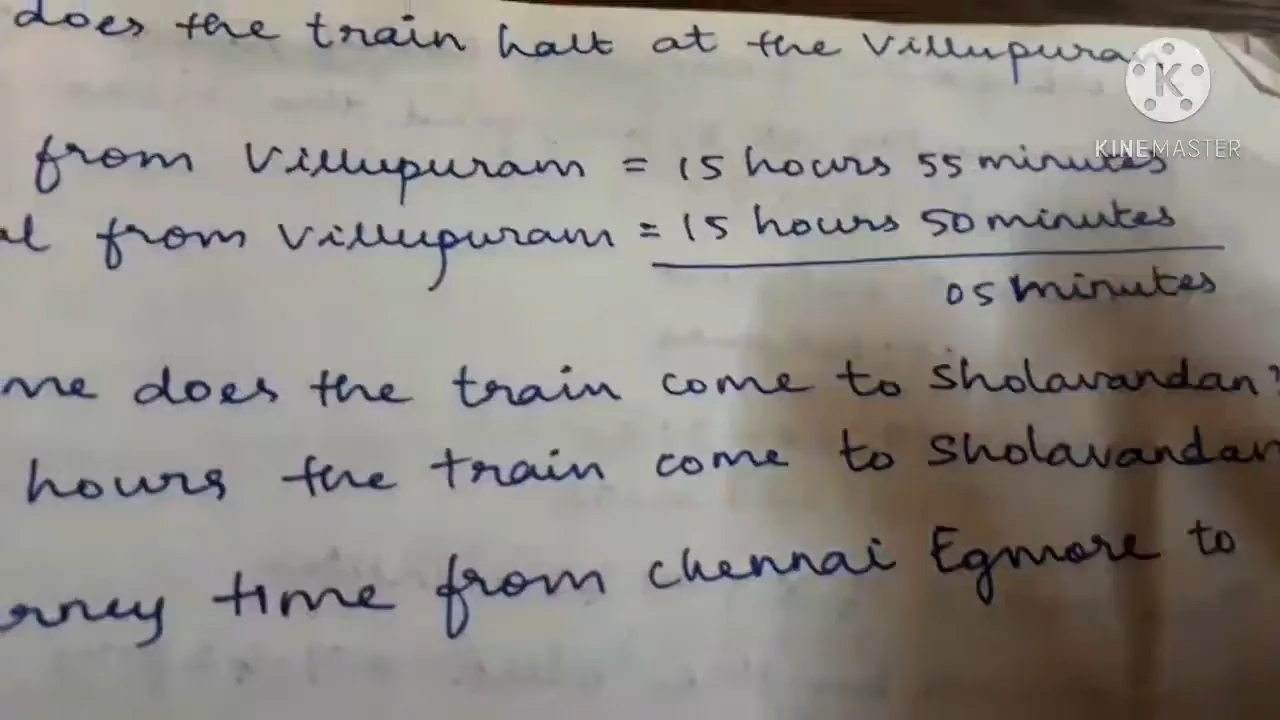 does the train halt at the Villupuram
from Villupuram = 15 hours 55 minutes
from Villupuram = 15 hours 50 minutes
05 minutes
does the train come to Sholavandan?
hours the train come to Sholavandan
time from chennai Egmore to
K
KINEMASTER